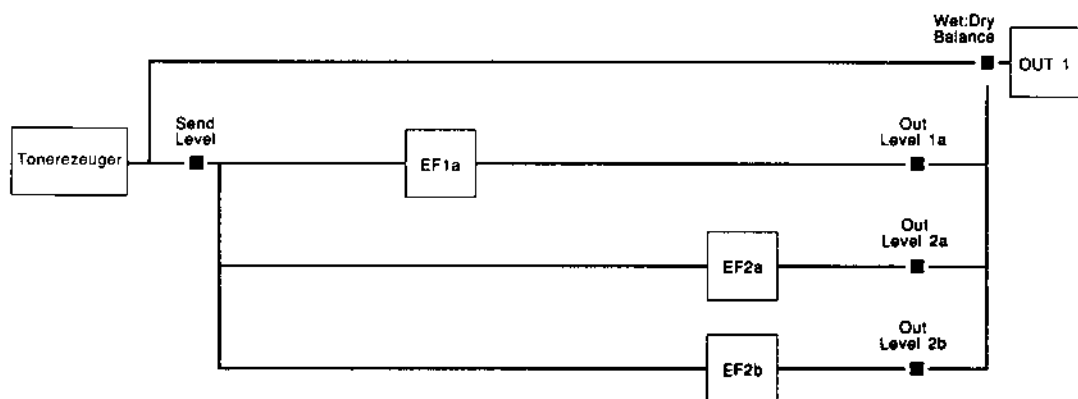 Wet:Dry
Balance
OUT 1
Send
Level
Out
Level 1a
Tonerezeuger
EF1a
Out
Level 2a
EF2a
Out
Level 2b
EF2b